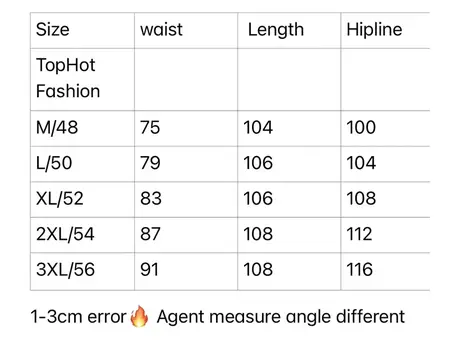 Size waist Length Hipline
TopHot
Fashion
M/48 75 104 100
L/50 79 106 104
XL/52 83 106 108
2XL/54 87 108 112
3XL/56 91 108 116
1-3cm error🔥 Agent measure angle different